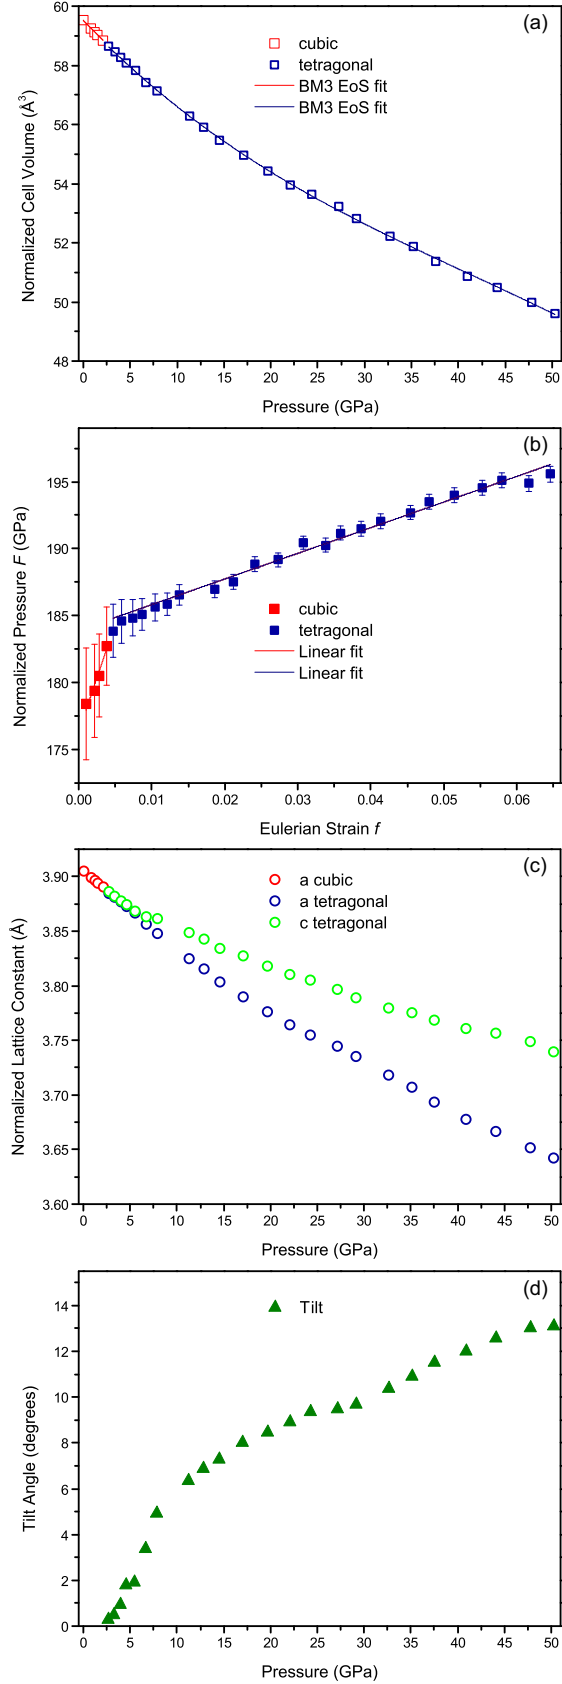 (a)
cubic
tetragonal
BM3 EoS fit
BM3 EoS fit
Normalized Cell Volume (Å³)
60
58
56
54
52
50
48
0 5 10 15 20 25 30 35 40 45 50
Pressure (GPa)
(b)
cubic
tetragonal
Linear fit
Linear fit
Normalized Pressure F (GPa)
195
190
185
180
175
0.00 0.01 0.02 0.03 0.04 0.05 0.06
Eulerian Strain f
(c)
a cubic
a tetragonal
c tetragonal
Normalized Lattice Constant (Å)
3.90
3.85
3.80
3.75
3.70
3.65
3.60
0 5 10 15 20 25 30 35 40 45 50
Pressure (GPa)
(d)
Tilt
Tilt Angle (degrees)
14
12
10
8
6
4
2
0
0 5 10 15 20 25 30 35 40 45 50
Pressure (GPa)